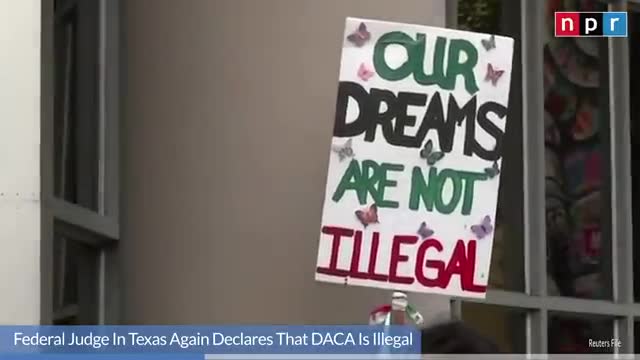 npr
OUR
DREAMS
ARE NOT
ILLEGAL
Reuters File
Federal Judge In Texas Again Declares That DACA Is Illegal